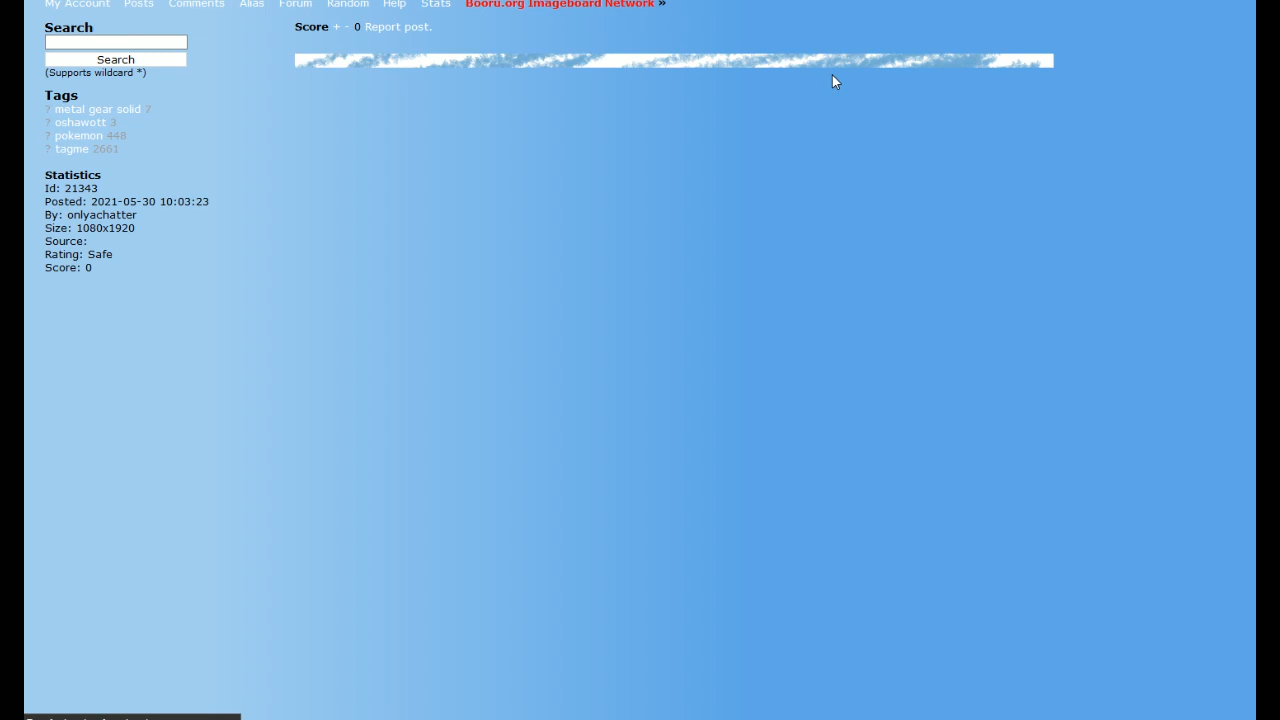 My Account Posts Comments Alias Forum Random Help Stats Booru.org Imageboard Network »
Search
Score + - 0 Report post.
Search
(Supports wildcard *)
Tags
? metal gear solid 7
? oshawott 3
? pokemon 448
? tagme 2661
Statistics
Id: 21343
Posted: 2021-05-30 10:03:23
By: onlyachatter
Size: 1080x1920
Source:
Rating: Safe
Score: 0